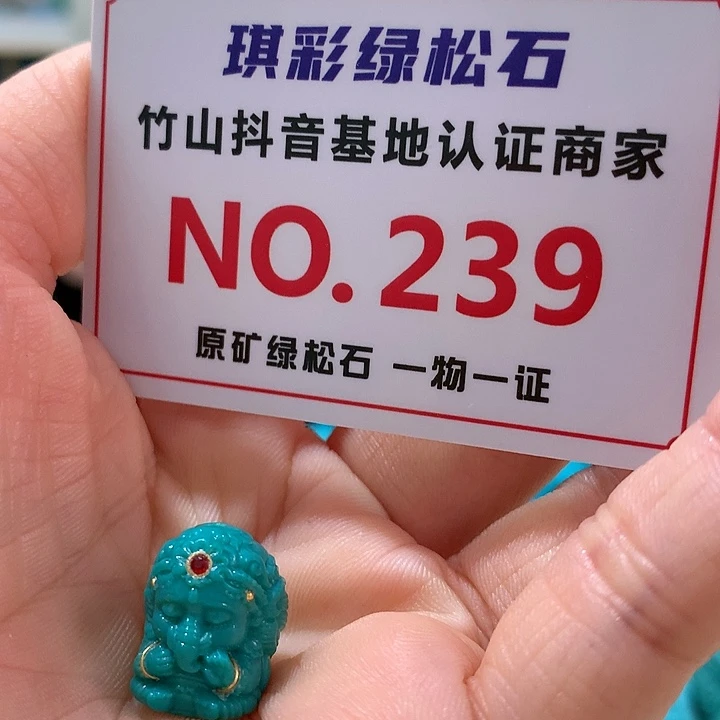 琪彩绿松石
竹山抖音基地认证商家
NO.239
原矿绿松石 一物一证